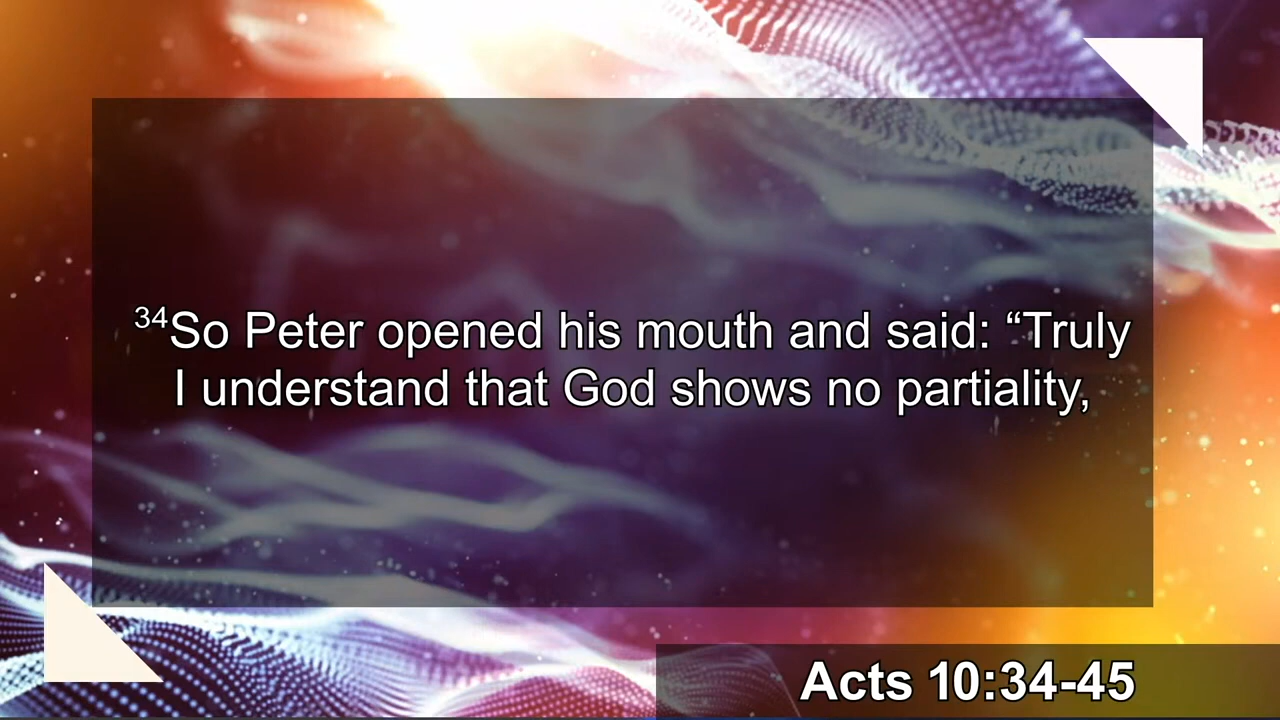 34So Peter opened his mouth and said: “Truly
I understand that God shows no partiality,
Acts 10:34-45